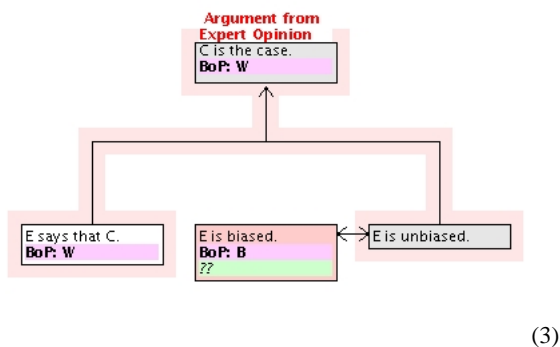 Argument from
Expert Opinion
C is the case.
BoP: W
E says that C.
BoP: W
E is biased.
BoP: B
??
E is unbiased.
(3)